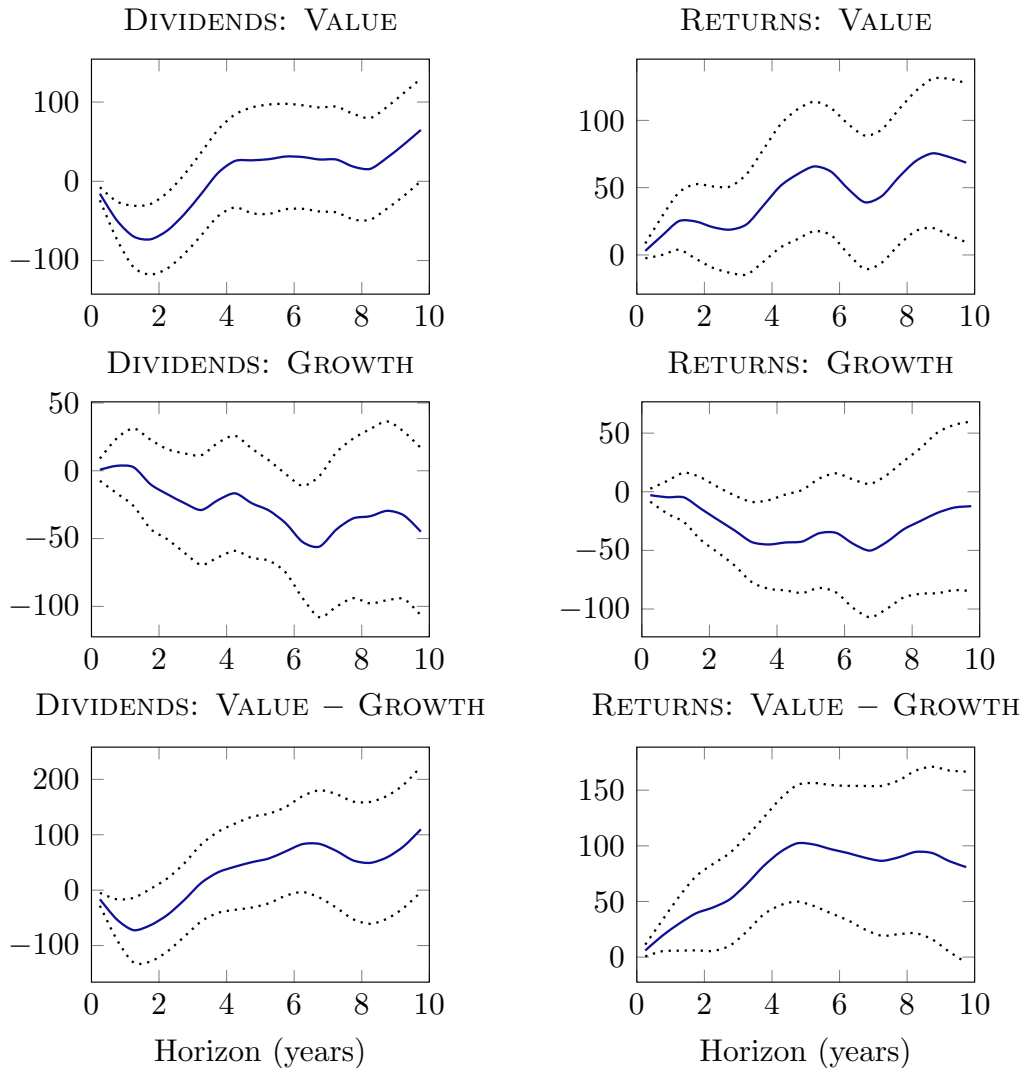 DIVIDENDS: VALUE
100
0
−100
0 2 4 6 8 10
RETURNS: VALUE
100
50
0
0 2 4 6 8 10
DIVIDENDS: GROWTH
50
0
−50
−100
0 2 4 6 8 10
RETURNS: GROWTH
50
0
−50
−100
0 2 4 6 8 10
DIVIDENDS: VALUE – GROWTH
200
100
0
−100
0 2 4 6 8 10
Horizon (years)
RETURNS: VALUE – GROWTH
150
100
50
0
0 2 4 6 8 10
Horizon (years)